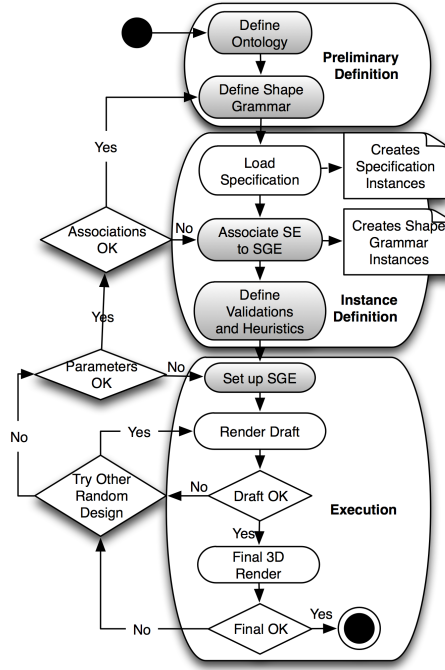 Define
Ontology
Preliminary
Definition
Define Shape
Grammar
Yes
Load
Specification
Creates
Specification
Instances
Associations
OK
No
Associate SE
to SGE
Creates Shape
Grammar
Instances
Define
Validations
and Heuristics
Instance
Definition
Yes
Parameters
OK
No
Set up SGE
No
Yes
Render Draft
Try Other
Random
Design
No
Draft OK
Execution
Yes
Final 3D
Render
No
Final OK
Yes